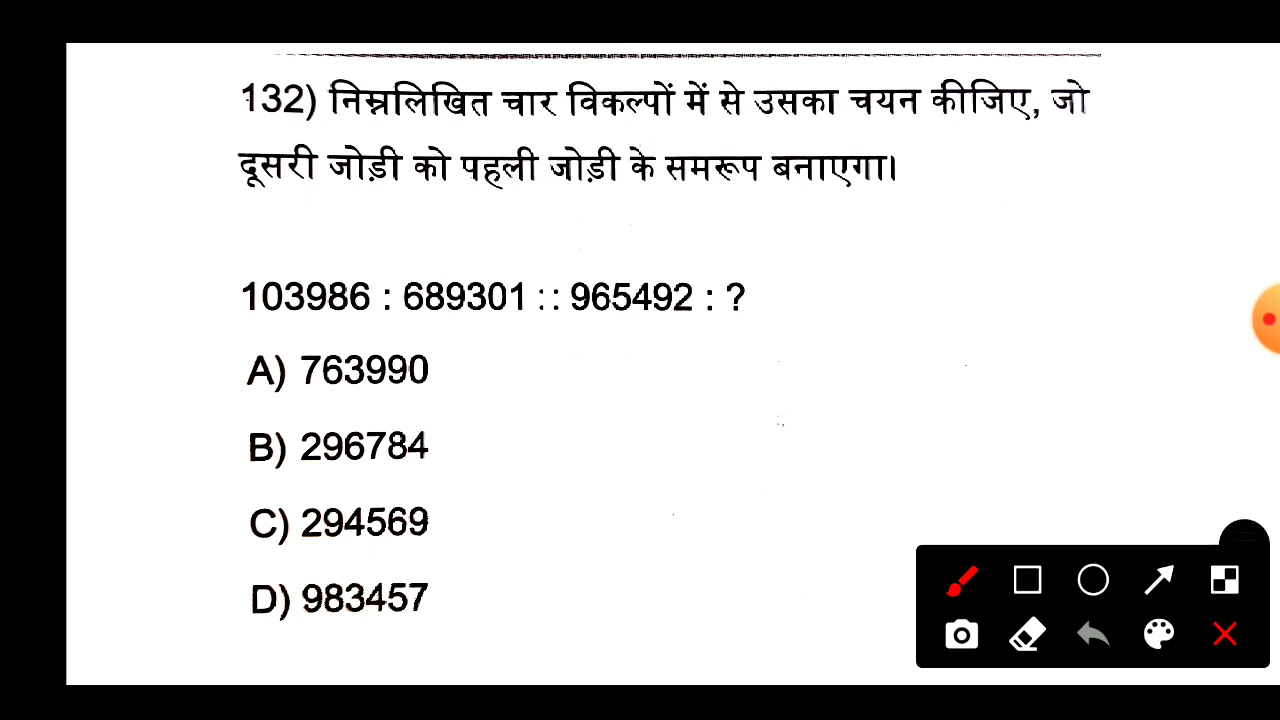 132) निम्नलिखित चार विकल्पों में से उसका चयन कीजिए, जो
दूसरी जोड़ी को पहली जोड़ी के समरूप बनाएगा।
103986 : 689301 :: 965492 : ?
A) 763990
B) 296784
C) 294569
D) 983457